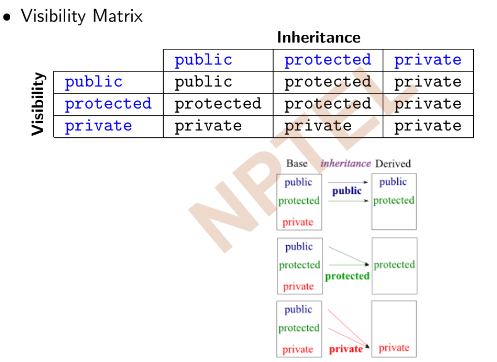 • Visibility Matrix
Inheritance
public protected private
Visibility
public public protected private
protected protected protected private
private private private private
NPTEL
Base inheritance Derived
public public public
protected protected
private
public
protected protected protected
private
public
protected
private private private